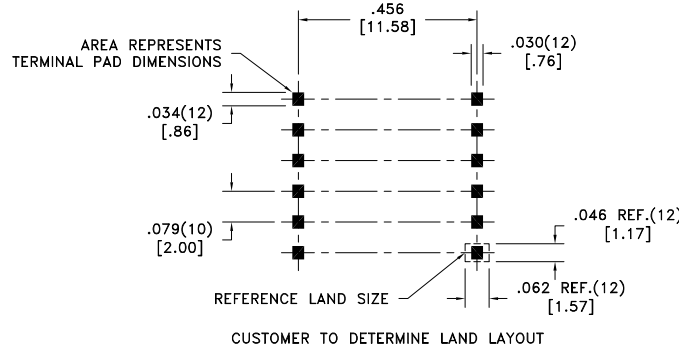 .456
[11.58]
AREA REPRESENTS
TERMINAL PAD DIMENSIONS
.030(12)
[.76]
.034(12)
[.86]
.079(10)
[2.00]
.046 REF.(12)
[1.17]
REFERENCE LAND SIZE
.062 REF.(12)
[1.57]
CUSTOMER TO DETERMINE LAND LAYOUT